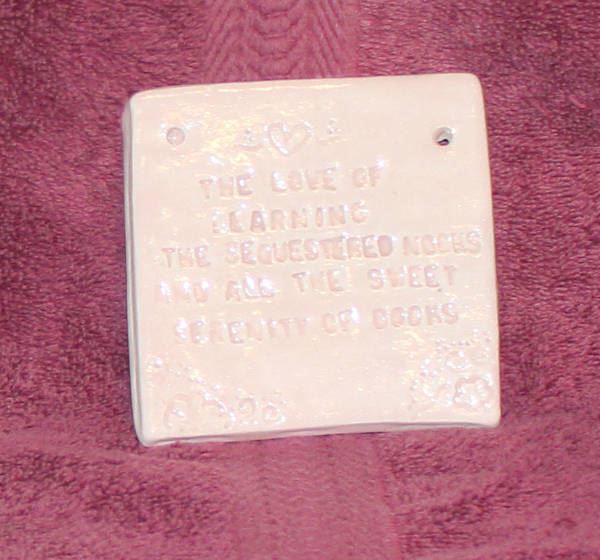 THE LOVE OF
LEARNING
THE SEQUESTERED NOOKS
AND ALL THE SWEET
SERENITY OF BOOKS